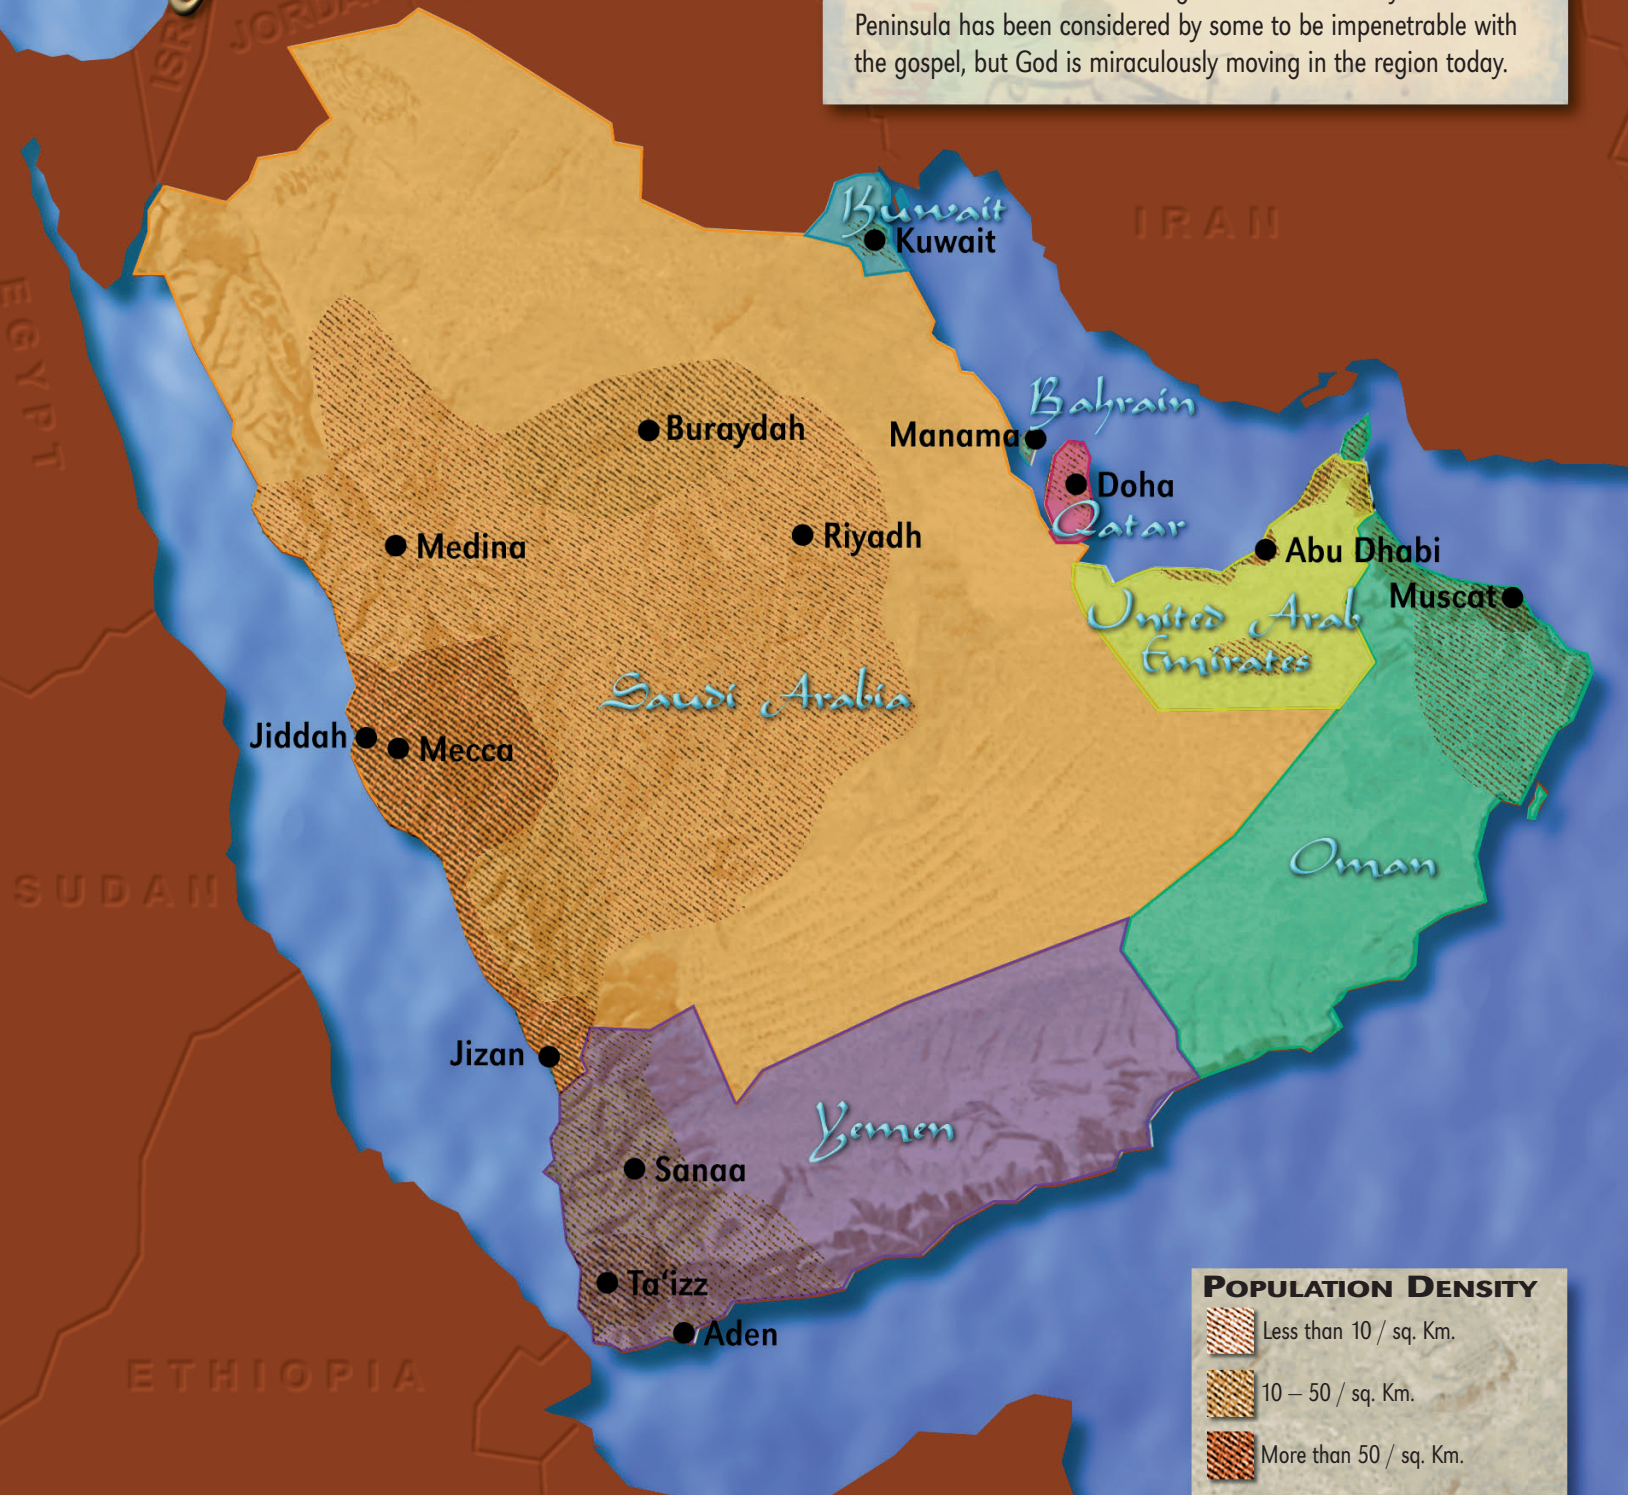 Peninsula has been considered by some to be impenetrable with
the gospel, but God is miraculously moving in the region today.
ISR
JORDA
IRAN
EGYPT
Kuwait
Kuwait
Bahrain
Manama
Buraydah
Doha
Qatar
Medina
Riyadh
Abu Dhabi
Muscat
United Arab
Emirates
Saudi Arabia
Jiddah
Mecca
Oman
SUDAN
Jizan
Yemen
Sanaa
Ta'izz
Aden
ETHIOPIA
POPULATION DENSITY
Less than 10 / sq. Km.
10 – 50 / sq. Km.
More than 50 / sq. Km.